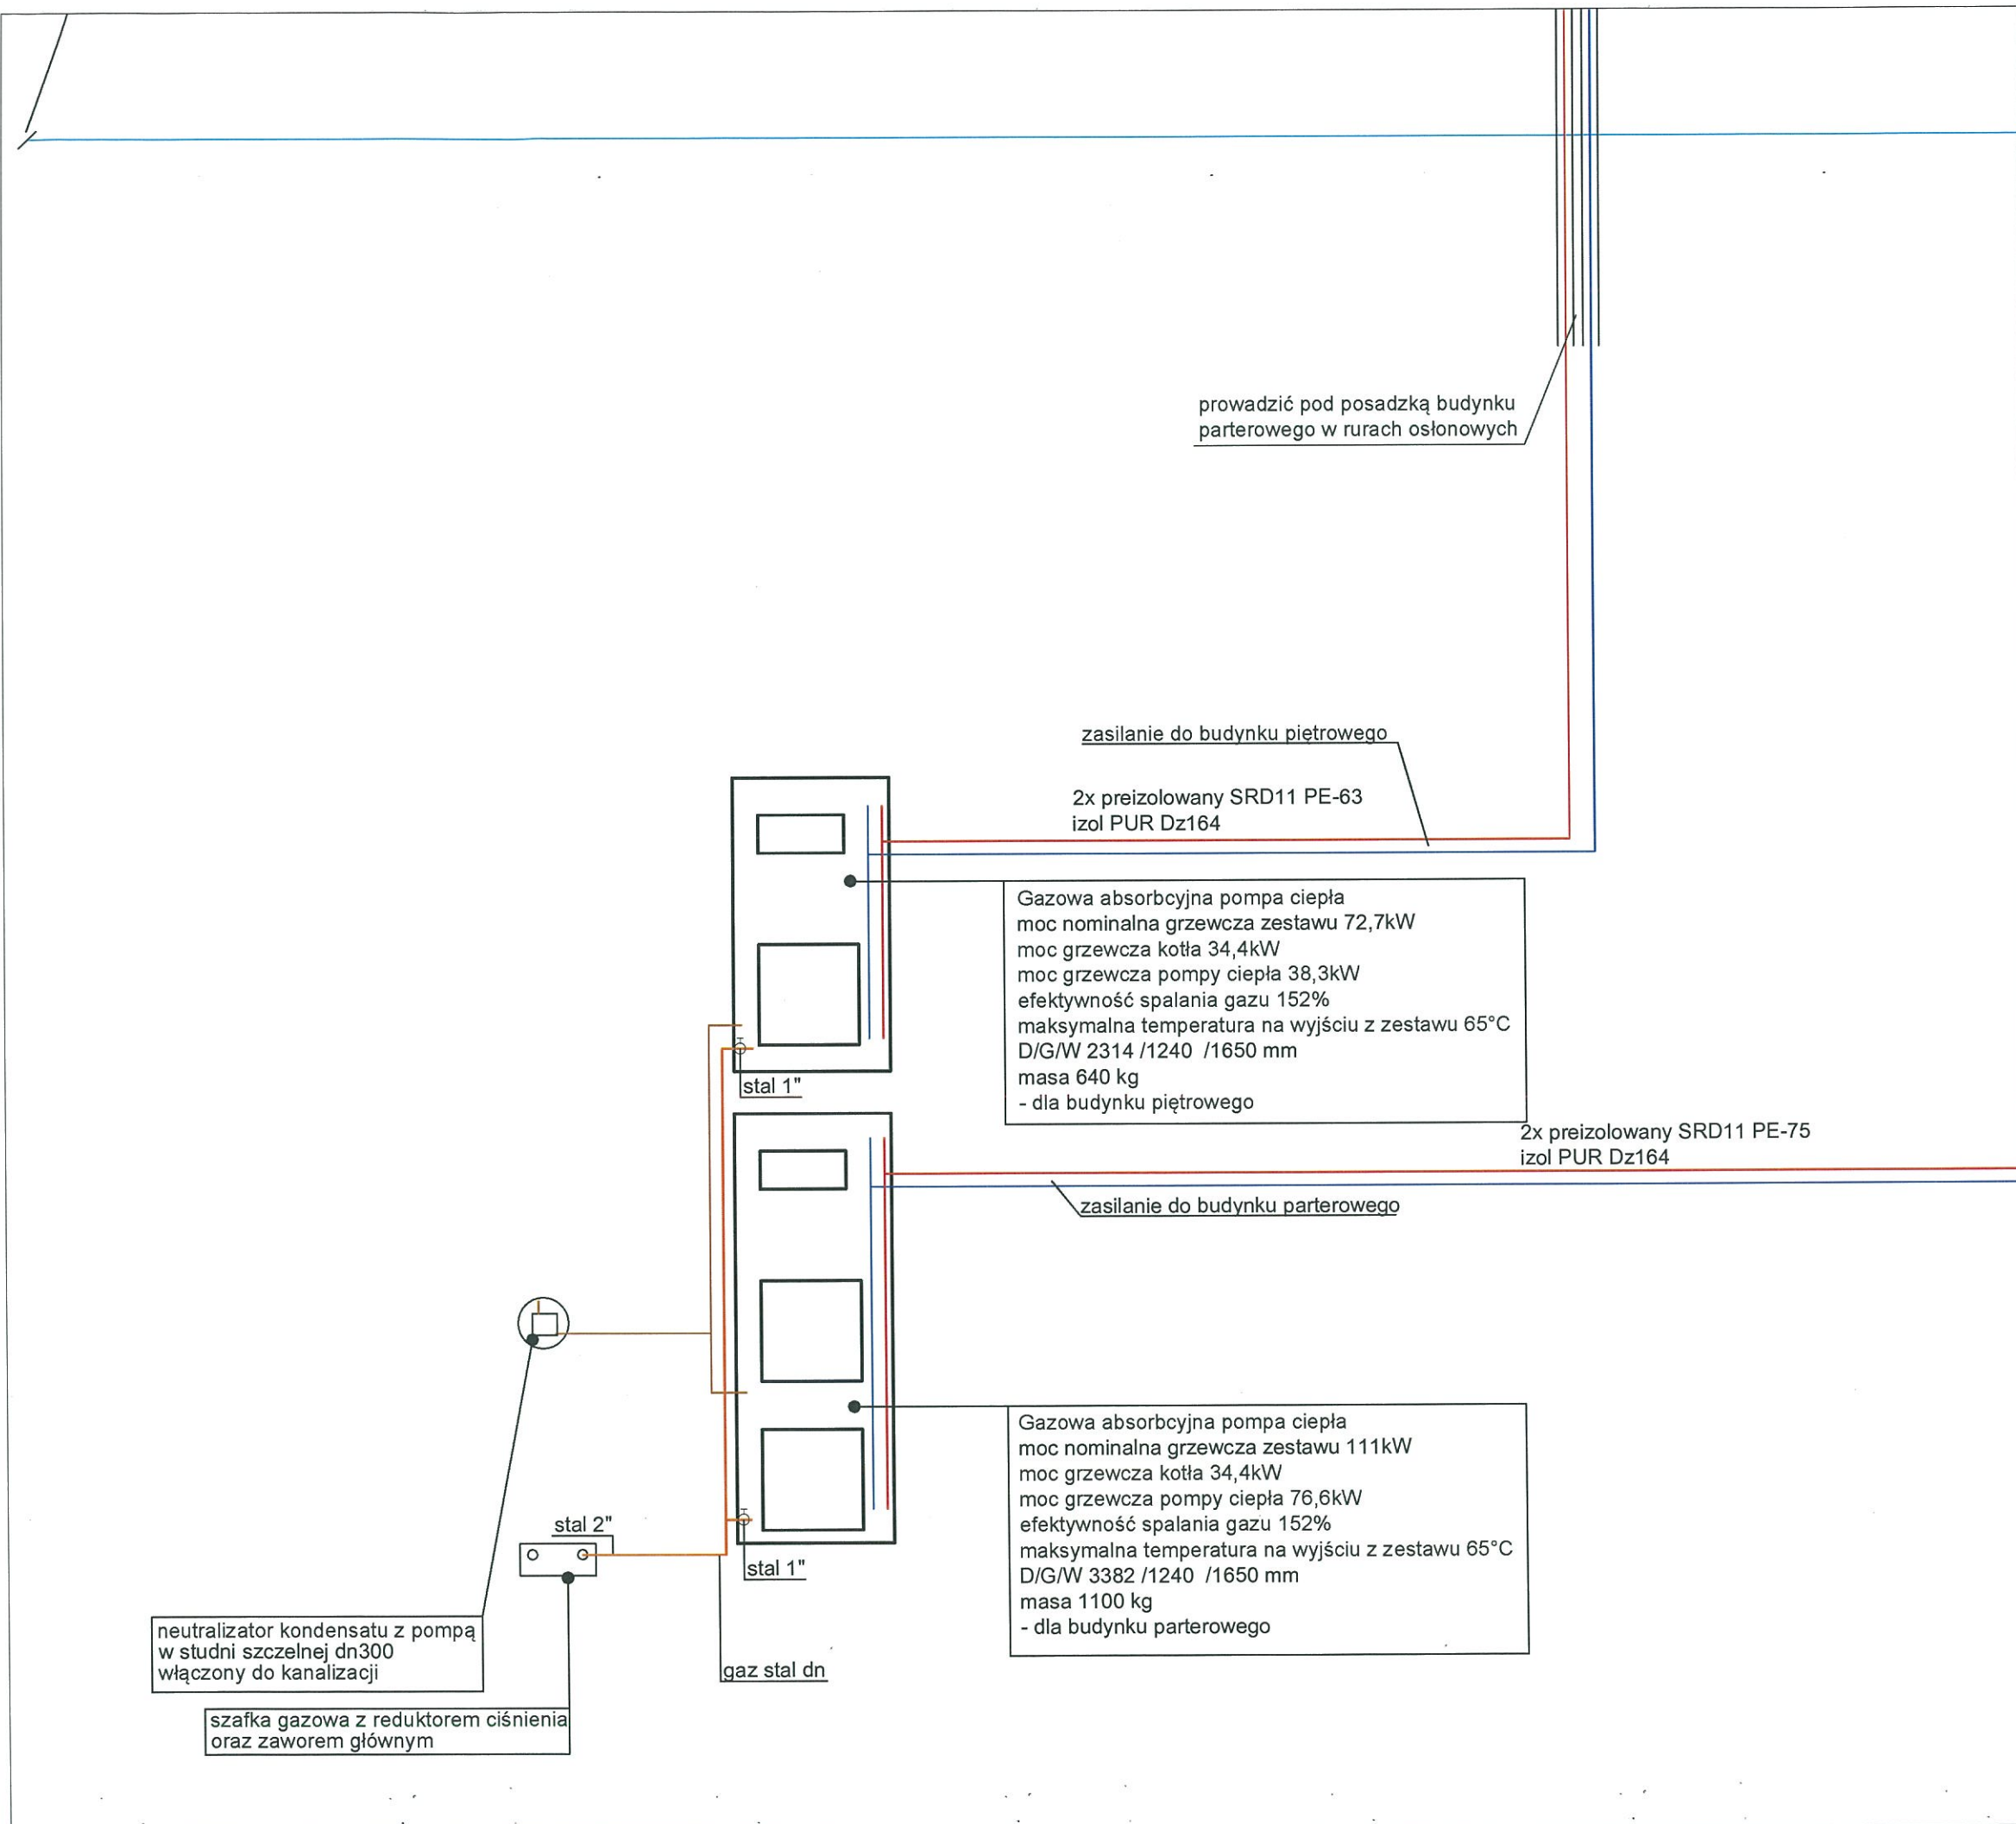 prowadzić pod posadzką budynku
parterowego w rurach osłonowych
zasilanie do budynku piętrowego
2x preizolowany SRD11 PE-63
izol PUR Dz164
Gazowa absorbcyjna pompa ciepła
moc nominalna grzewcza zestawu 72,7kW
moc grzewcza kotła 34,4kW
moc grzewcza pompy ciepła 38,3kW
efektywność spalania gazu 152%
maksymalna temperatura na wyjściu z zestawu 65°C
D/G/W 2314 /1240 /1650 mm
masa 640 kg
- dla budynku piętrowego
stal 1"
2x preizolowany SRD11 PE-75
izol PUR Dz164
zasilanie do budynku parterowego
Gazowa absorbcyjna pompa ciepła
moc nominalna grzewcza zestawu 111kW
moc grzewcza kotła 34,4kW
moc grzewcza pompy ciepła 76,6kW
efektywność spalania gazu 152%
maksymalna temperatura na wyjściu z zestawu 65°C
D/G/W 3382 /1240 /1650 mm
masa 1100 kg
- dla budynku parterowego
stal 2"
stal 1"
neutralizator kondensatu z pompą
w studni szczelnej dn300
włączony do kanalizacji
gaz stal dn
szafka gazowa z reduktorem ciśnienia
oraz zaworem głównym